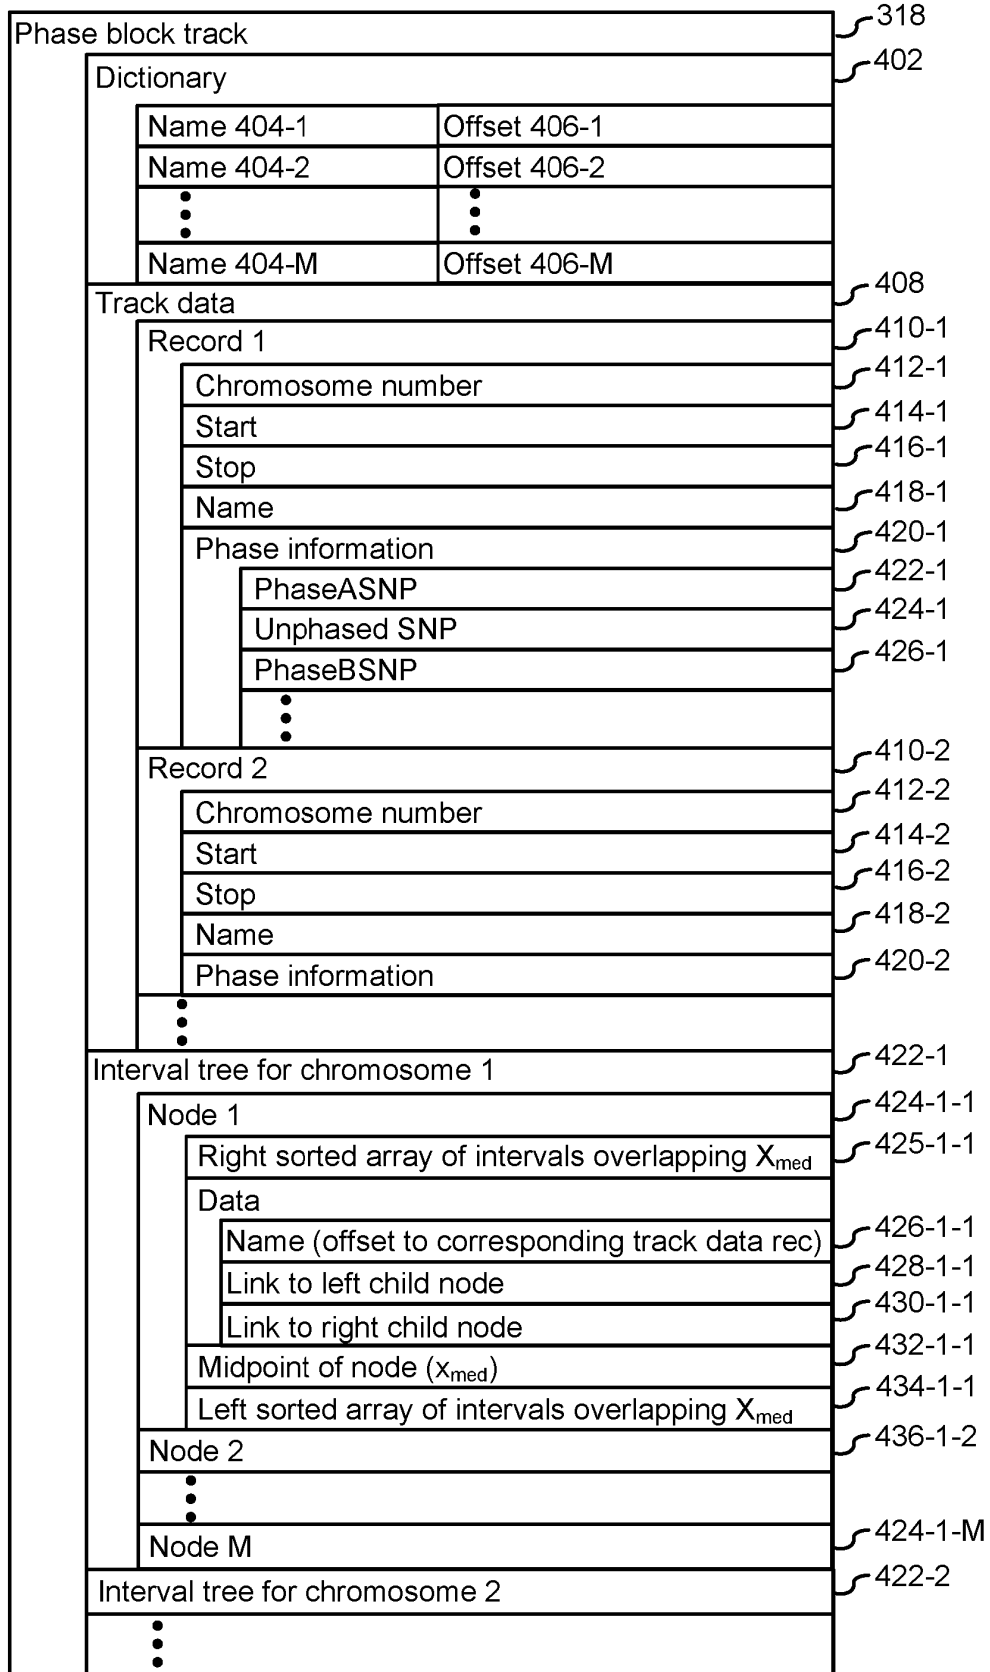 Phase block track 318
Dictionary 402
Name 404-1 Offset 406-1
Name 404-2 Offset 406-2
Name 404-M Offset 406-M
Track data 408
Record 1 410-1
Chromosome number 412-1
Start 414-1
Stop 416-1
Name 418-1
Phase information 420-1
PhaseASNP 422-1
Unphased SNP 424-1
PhaseBSNP 426-1
Record 2 410-2
Chromosome number 412-2
Start 414-2
Stop 416-2
Name 418-2
Phase information 420-2
Interval tree for chromosome 1 422-1
Node 1 424-1-1
Right sorted array of intervals overlapping Xmed 425-1-1
Data
Name (offset to corresponding track data rec) 426-1-1
Link to left child node 428-1-1
Link to right child node 430-1-1
Midpoint of node (xmed) 432-1-1
Left sorted array of intervals overlapping Xmed 434-1-1
Node 2 436-1-2
Node M 424-1-M
Interval tree for chromosome 2 422-2